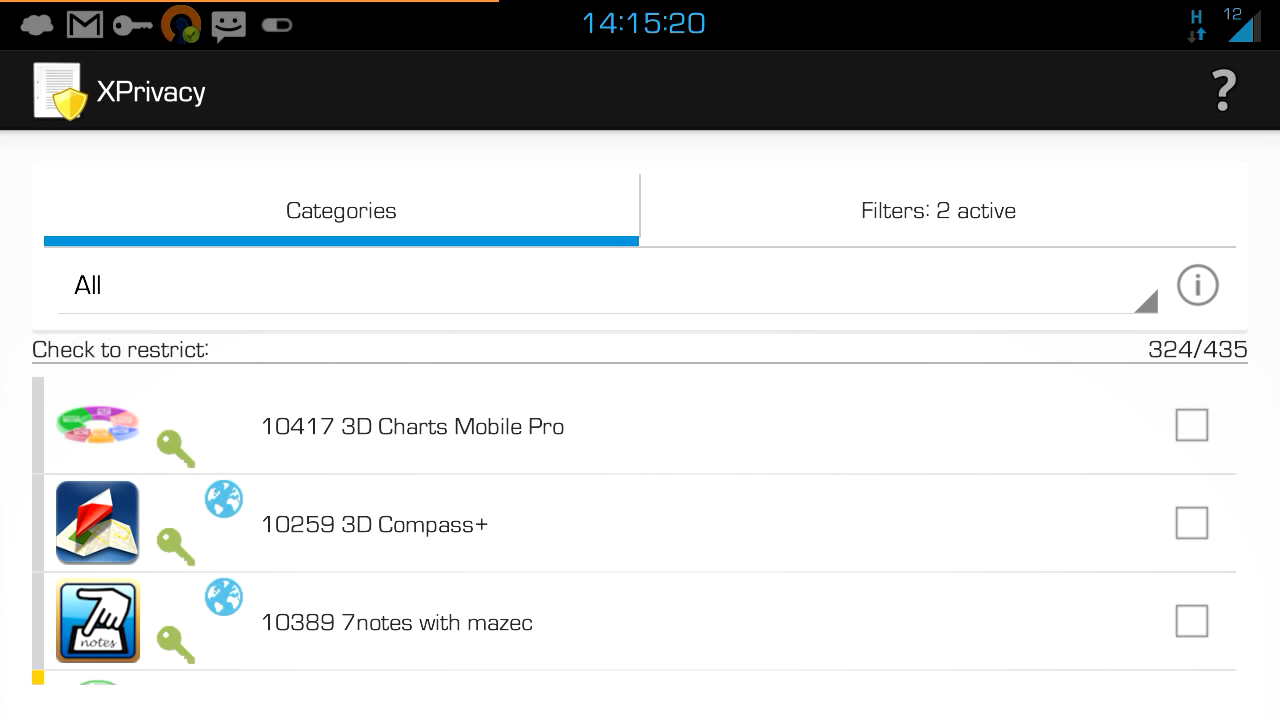 14:15:20
H
12
XPrivacy
?
Categories
Filters: 2 active
All
i
Check to restrict:
324/435
10417 3D Charts Mobile Pro
10259 3D Compass+
notes
10389 7notes with mazec